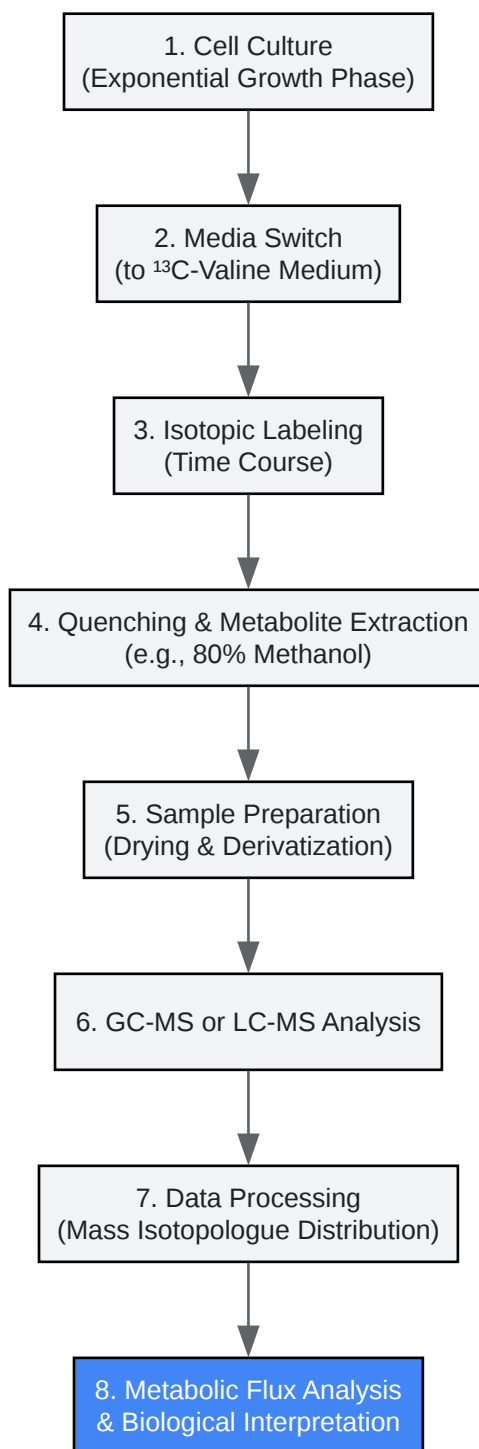 1. Cell Culture
(Exponential Growth Phase)
2. Media Switch
(to ¹³C-Valine Medium)
3. Isotopic Labeling
(Time Course)
4. Quenching & Metabolite Extraction
(e.g., 80% Methanol)
5. Sample Preparation
(Drying & Derivatization)
6. GC-MS or LC-MS Analysis
7. Data Processing
(Mass Isotopologue Distribution)
8. Metabolic Flux Analysis
& Biological Interpretation